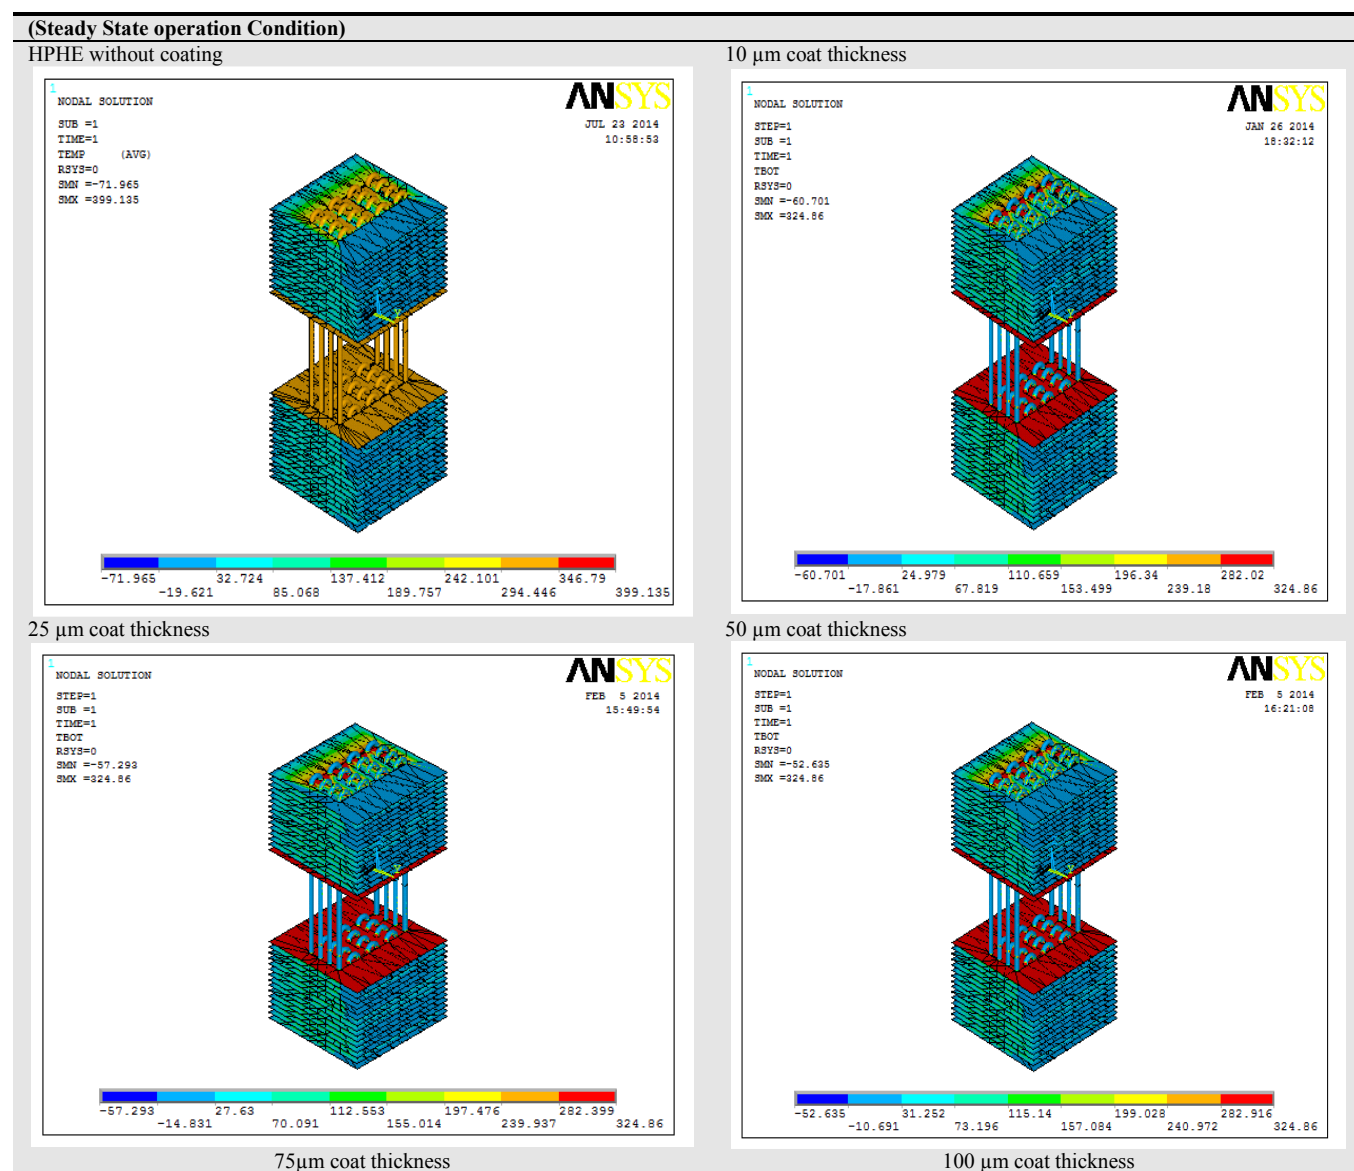 (Steady State operation Condition)
HPHE without coating
10 µm coat thickness
1
NODAL SOLUTION
SUB =1
TIME=1
TEMP (AVG)
RSYS=0
SMN =-71.965
SMX =399.135
ANSYS
JUL 23 2014
10:58:53
-71.965 32.724 137.412 242.101 346.79
-19.621 85.068 189.757 294.446 399.135
1
NODAL SOLUTION
STEP=1
SUB =1
TIME=1
TBOT
RSYS=0
SMN =-60.701
SMX =324.86
ANSYS
JAN 26 2014
18:32:12
-60.701 24.979 110.659 196.34 282.02
-17.861 67.819 153.499 239.18 324.86
25 µm coat thickness
50 µm coat thickness
1
NODAL SOLUTION
STEP=1
SUB =1
TIME=1
TBOT
RSYS=0
SMN =-57.293
SMX =324.86
ANSYS
FEB 5 2014
15:49:54
-57.293 27.63 112.553 197.476 282.399
-14.831 70.091 155.014 239.937 324.86
1
NODAL SOLUTION
STEP=1
SUB =1
TIME=1
TBOT
RSYS=0
SMN =-52.635
SMX =324.86
ANSYS
FEB 5 2014
16:21:08
-52.635 31.252 115.14 199.028 282.916
-10.691 73.196 157.084 240.972 324.86
75µm coat thickness
100 µm coat thickness